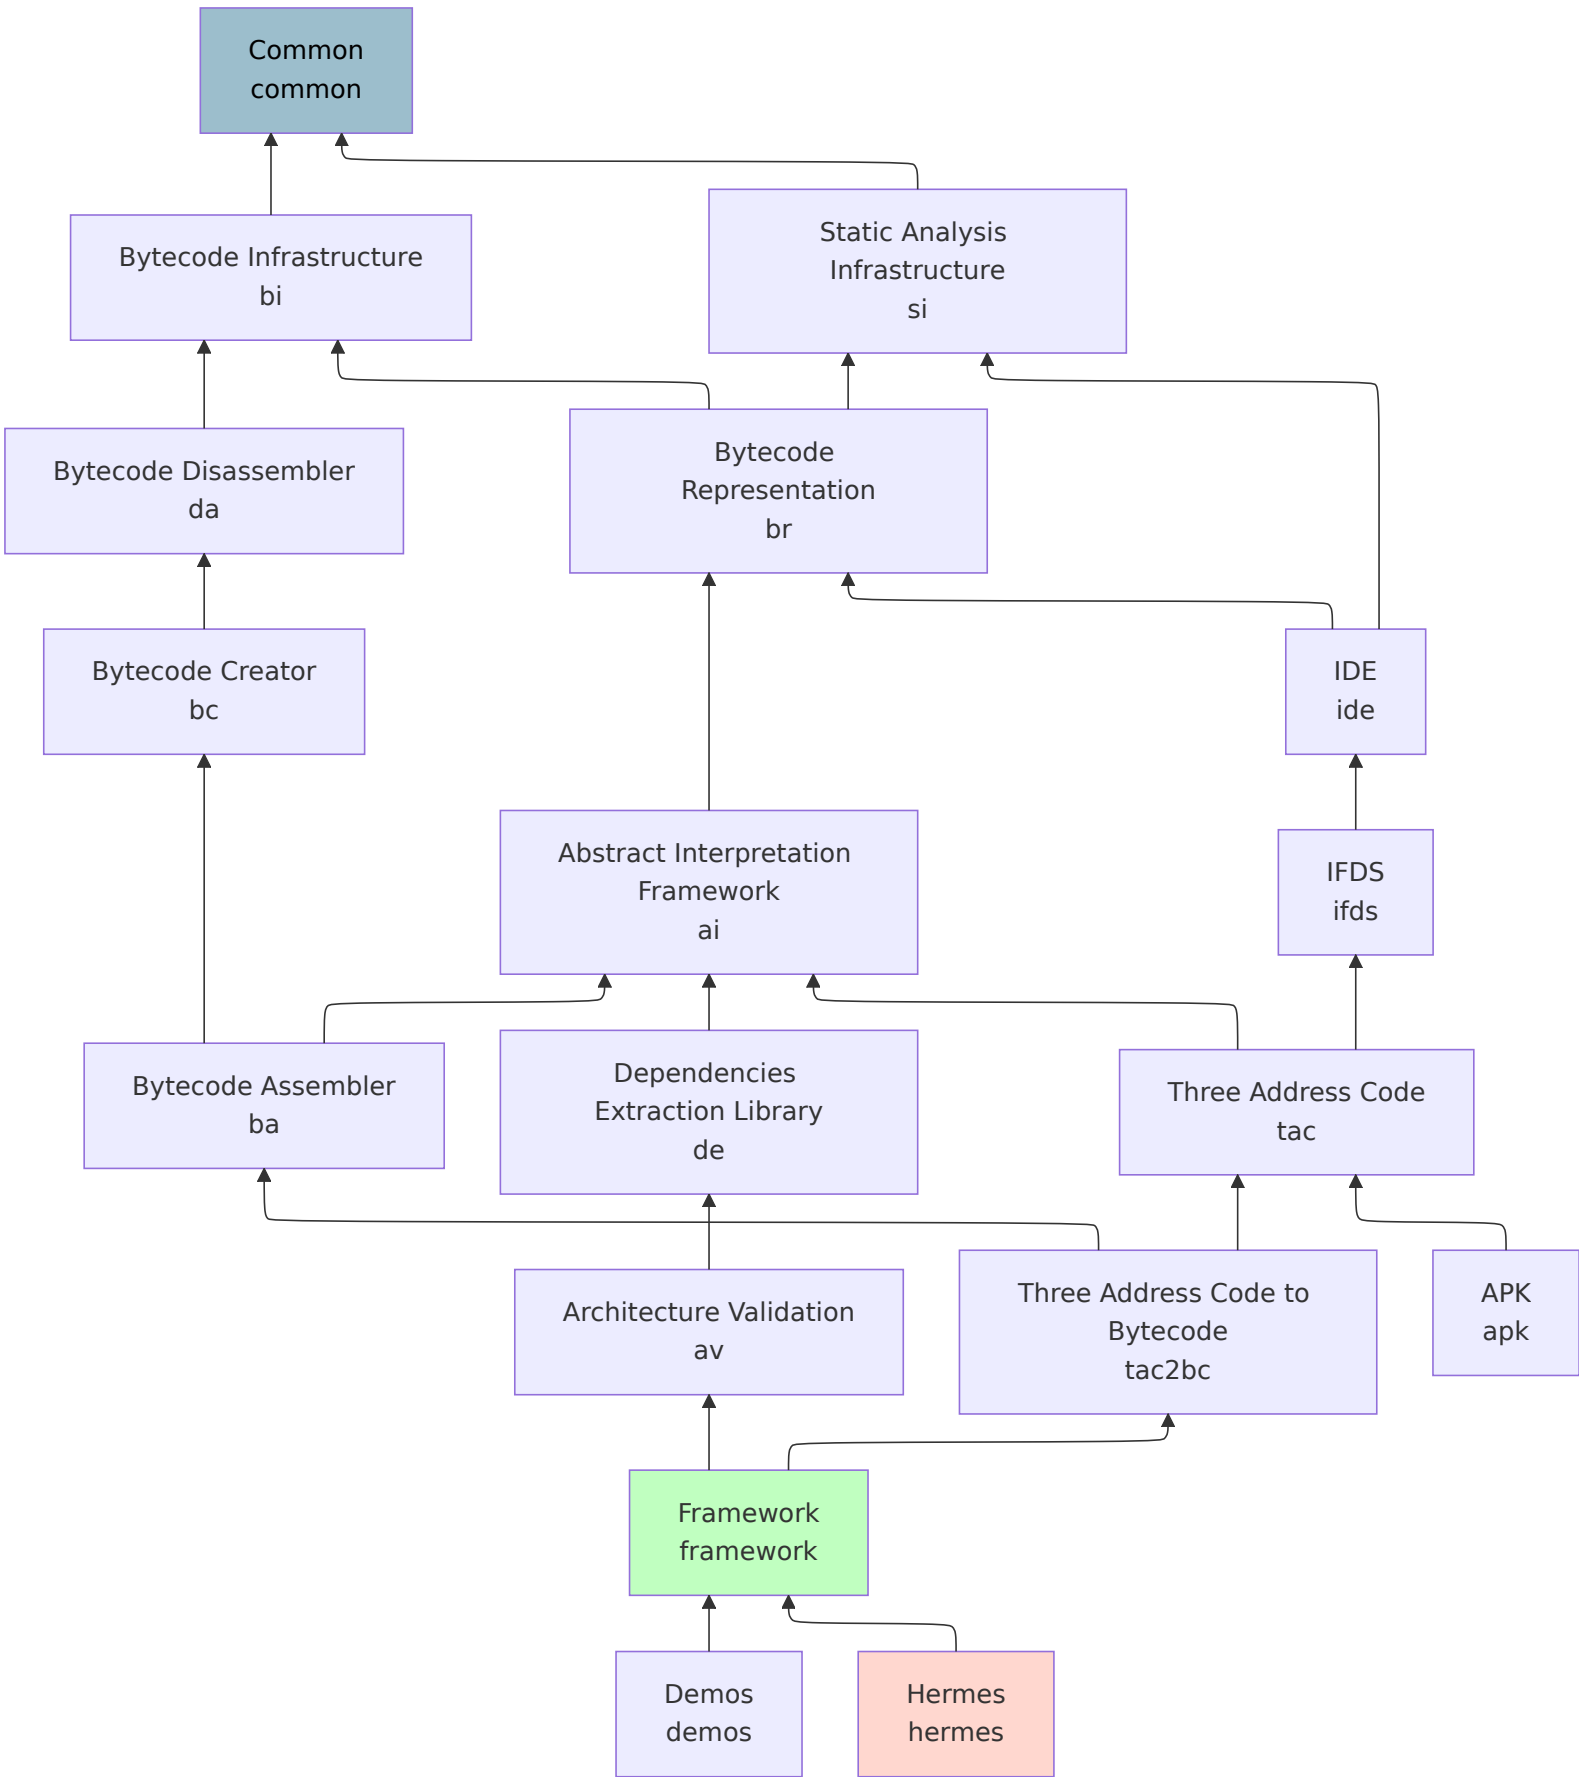 Common
common
Bytecode Infrastructure
bi
Static Analysis
Infrastructure
si
Bytecode Disassembler
da
Bytecode
Representation
br
Bytecode Creator
bc
IDE
ide
Abstract Interpretation
Framework
ai
IFDS
ifds
Bytecode Assembler
ba
Dependencies
Extraction Library
de
Three Address Code
tac
Architecture Validation
av
Three Address Code to
Bytecode
tac2bc
APK
apk
Framework
framework
Demos
demos
Hermes
hermes